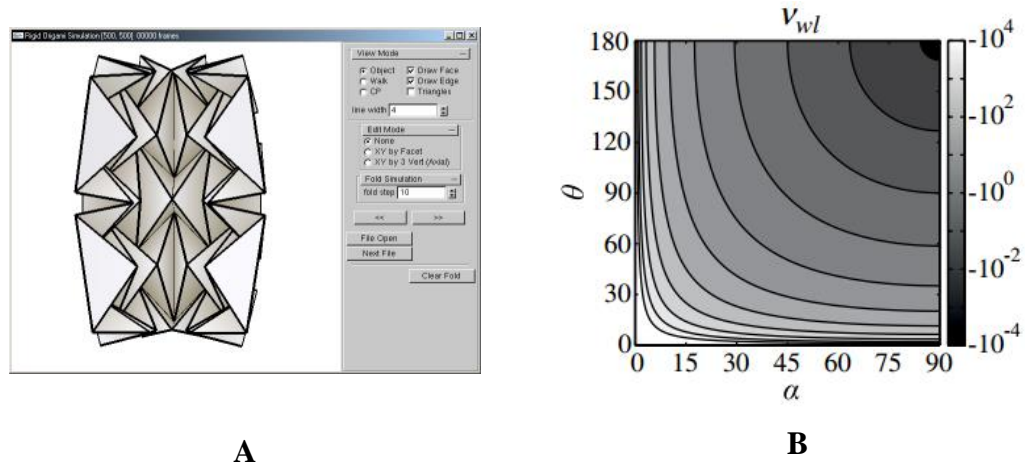 Rigid Origami Simulation [500, 500] 00000 frames
View Mode
Object
Draw Face
Walk
Draw Edge
CP
Triangles
line width 4
Edit Mode
None
XY by Facet
XY by 3 Vert (Axial)
Fold Simulation
fold step 10
<< >>
File Open
Next File
Clear Fold
A
ν_wl
180
150
120
90
60
30
0
θ
0 15 30 45 60 75 90
α
-10^4
-10^2
-10^0
-10^-2
-10^-4
B